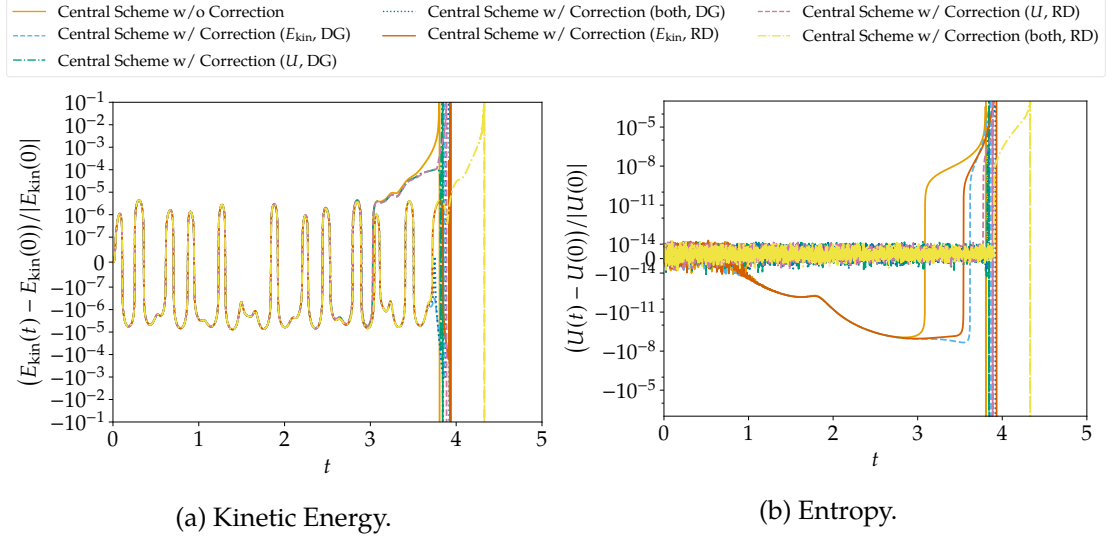 Central Scheme w/o Correction
Central Scheme w/ Correction (both, DG)
Central Scheme w/ Correction (U, RD)
Central Scheme w/ Correction (E_kin, DG)
Central Scheme w/ Correction (E_kin, RD)
Central Scheme w/ Correction (both, RD)
Central Scheme w/ Correction (U, DG)
(E_kin(t) − E_kin(0))/|E_kin(0)|
10⁻¹
10⁻²
10⁻³
10⁻⁴
10⁻⁵
10⁻⁶
10⁻⁷
0
−10⁻⁷
−10⁻⁶
−10⁻⁵
−10⁻⁴
−10⁻³
−10⁻²
−10⁻¹
0 1 2 3 4 5
t
(a) Kinetic Energy.
(U(t) − U(0))/|U(0)|
10⁻⁵
10⁻⁸
10⁻¹¹
10⁻¹⁴
0
−10⁻¹⁴
−10⁻¹¹
−10⁻⁸
−10⁻⁵
0 1 2 3 4 5
t
(b) Entropy.